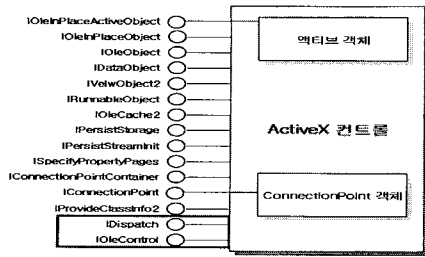 IOleInPlaceActiveObject
IOleInPlaceObject
IOleObject
IDataObject
IVeiwObject2
IRunnableObject
IOleCache2
IPersistStorage
IPersistStreamInit
ISpecifyPropertyPages
IConnectionPointContainer
IConnectionPoint
IProvideClassInfo2
IDispatch
IOleControl
액티브 객체
ActiveX 컨트롤
ConnectionPoint 객체